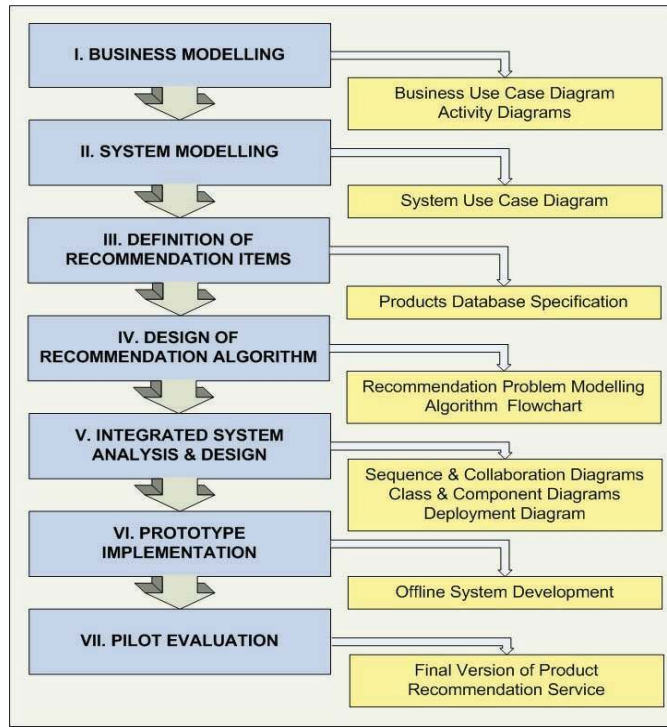 I. BUSINESS MODELLING
Business Use Case Diagram
Activity Diagrams
II. SYSTEM MODELLING
System Use Case Diagram
III. DEFINITION OF
RECOMMENDATION ITEMS
Products Database Specification
IV. DESIGN OF
RECOMMENDATION ALGORITHM
Recommendation Problem Modelling
Algorithm Flowchart
V. INTEGRATED SYSTEM
ANALYSIS & DESIGN
Sequence & Collaboration Diagrams
Class & Component Diagrams
Deployment Diagram
VI. PROTOTYPE
IMPLEMENTATION
Offline System Development
VII. PILOT EVALUATION
Final Version of Product
Recommendation Service